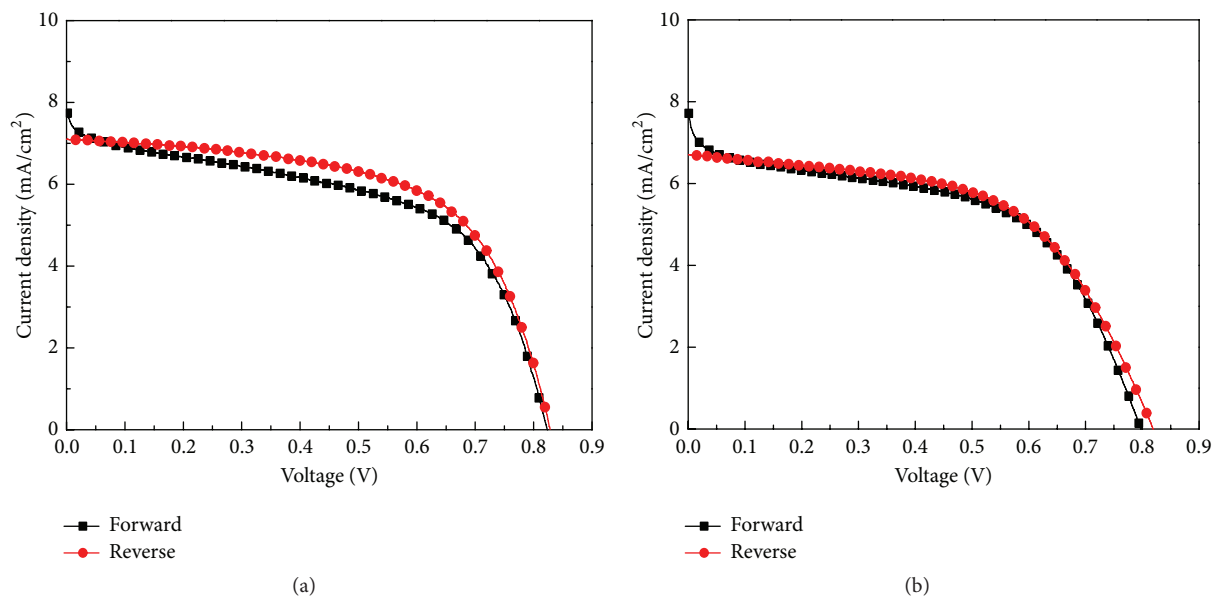 10
8
6
4
2
0
Current density (mA/cm²)
0.0 0.1 0.2 0.3 0.4 0.5 0.6 0.7 0.8 0.9
Voltage (V)
Forward
Reverse
(a)
10
8
6
4
2
0
Current density (mA/cm²)
0.0 0.1 0.2 0.3 0.4 0.5 0.6 0.7 0.8 0.9
Voltage (V)
Forward
Reverse
(b)